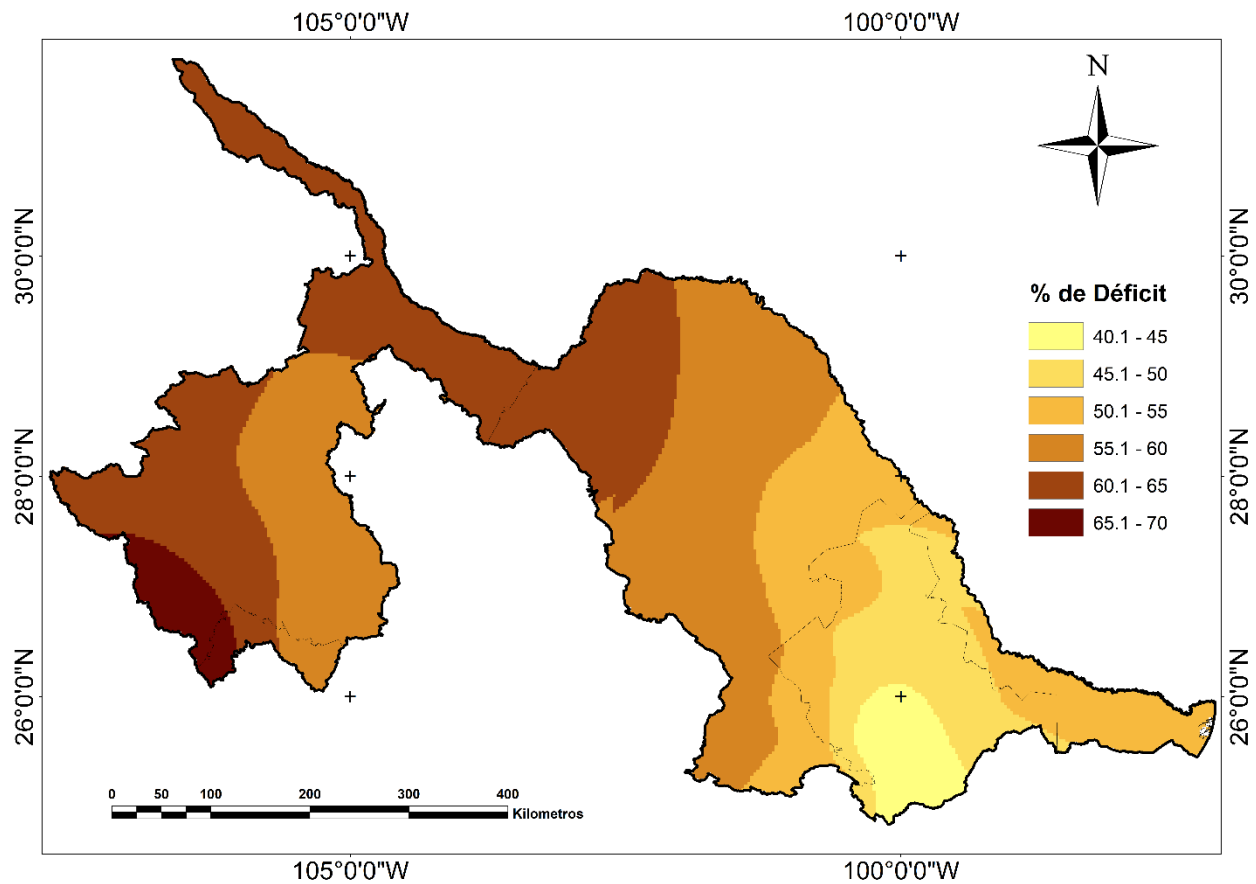 105°0'0"W 100°0'0"W
N
30°0'0"N 30°0'0"N
% de Déficit
40.1 - 45
45.1 - 50
50.1 - 55
55.1 - 60
60.1 - 65
65.1 - 70
28°0'0"N 28°0'0"N
26°0'0"N 26°0'0"N
0 50 100 200 300 400
Kilometros
105°0'0"W 100°0'0"W